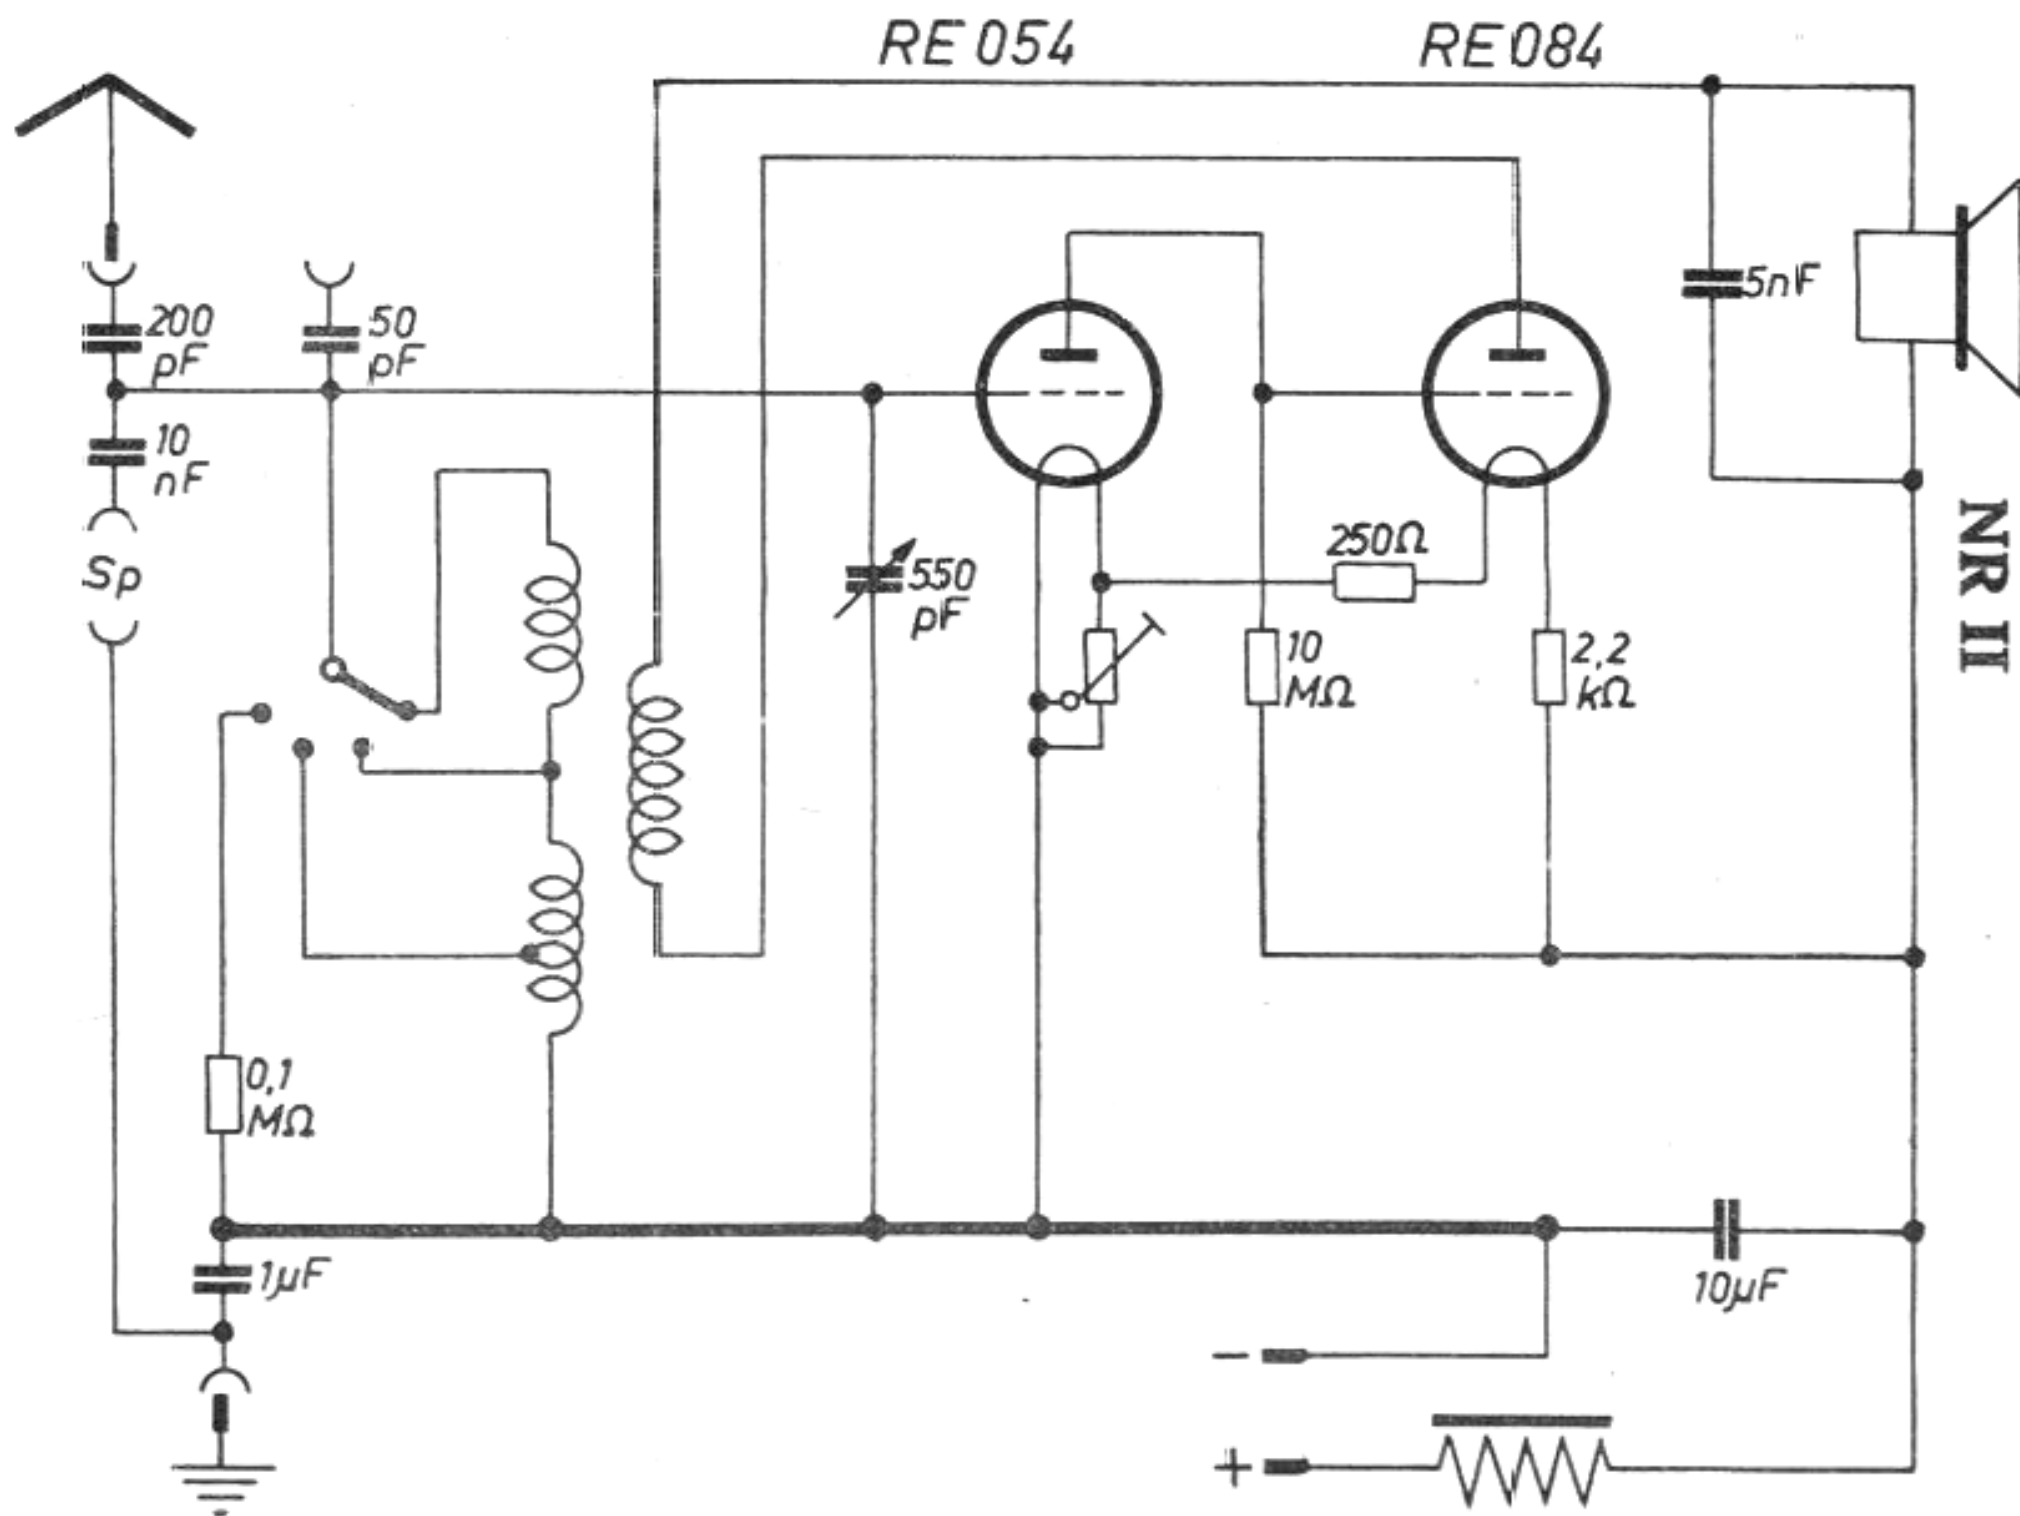 RE 054
RE 084
200
pF
50
pF
10
nF
Sp
5nF
NR II
250Ω
550
pF
10
MΩ
2,2
kΩ
0,1
MΩ
1µF
10µF
−
+